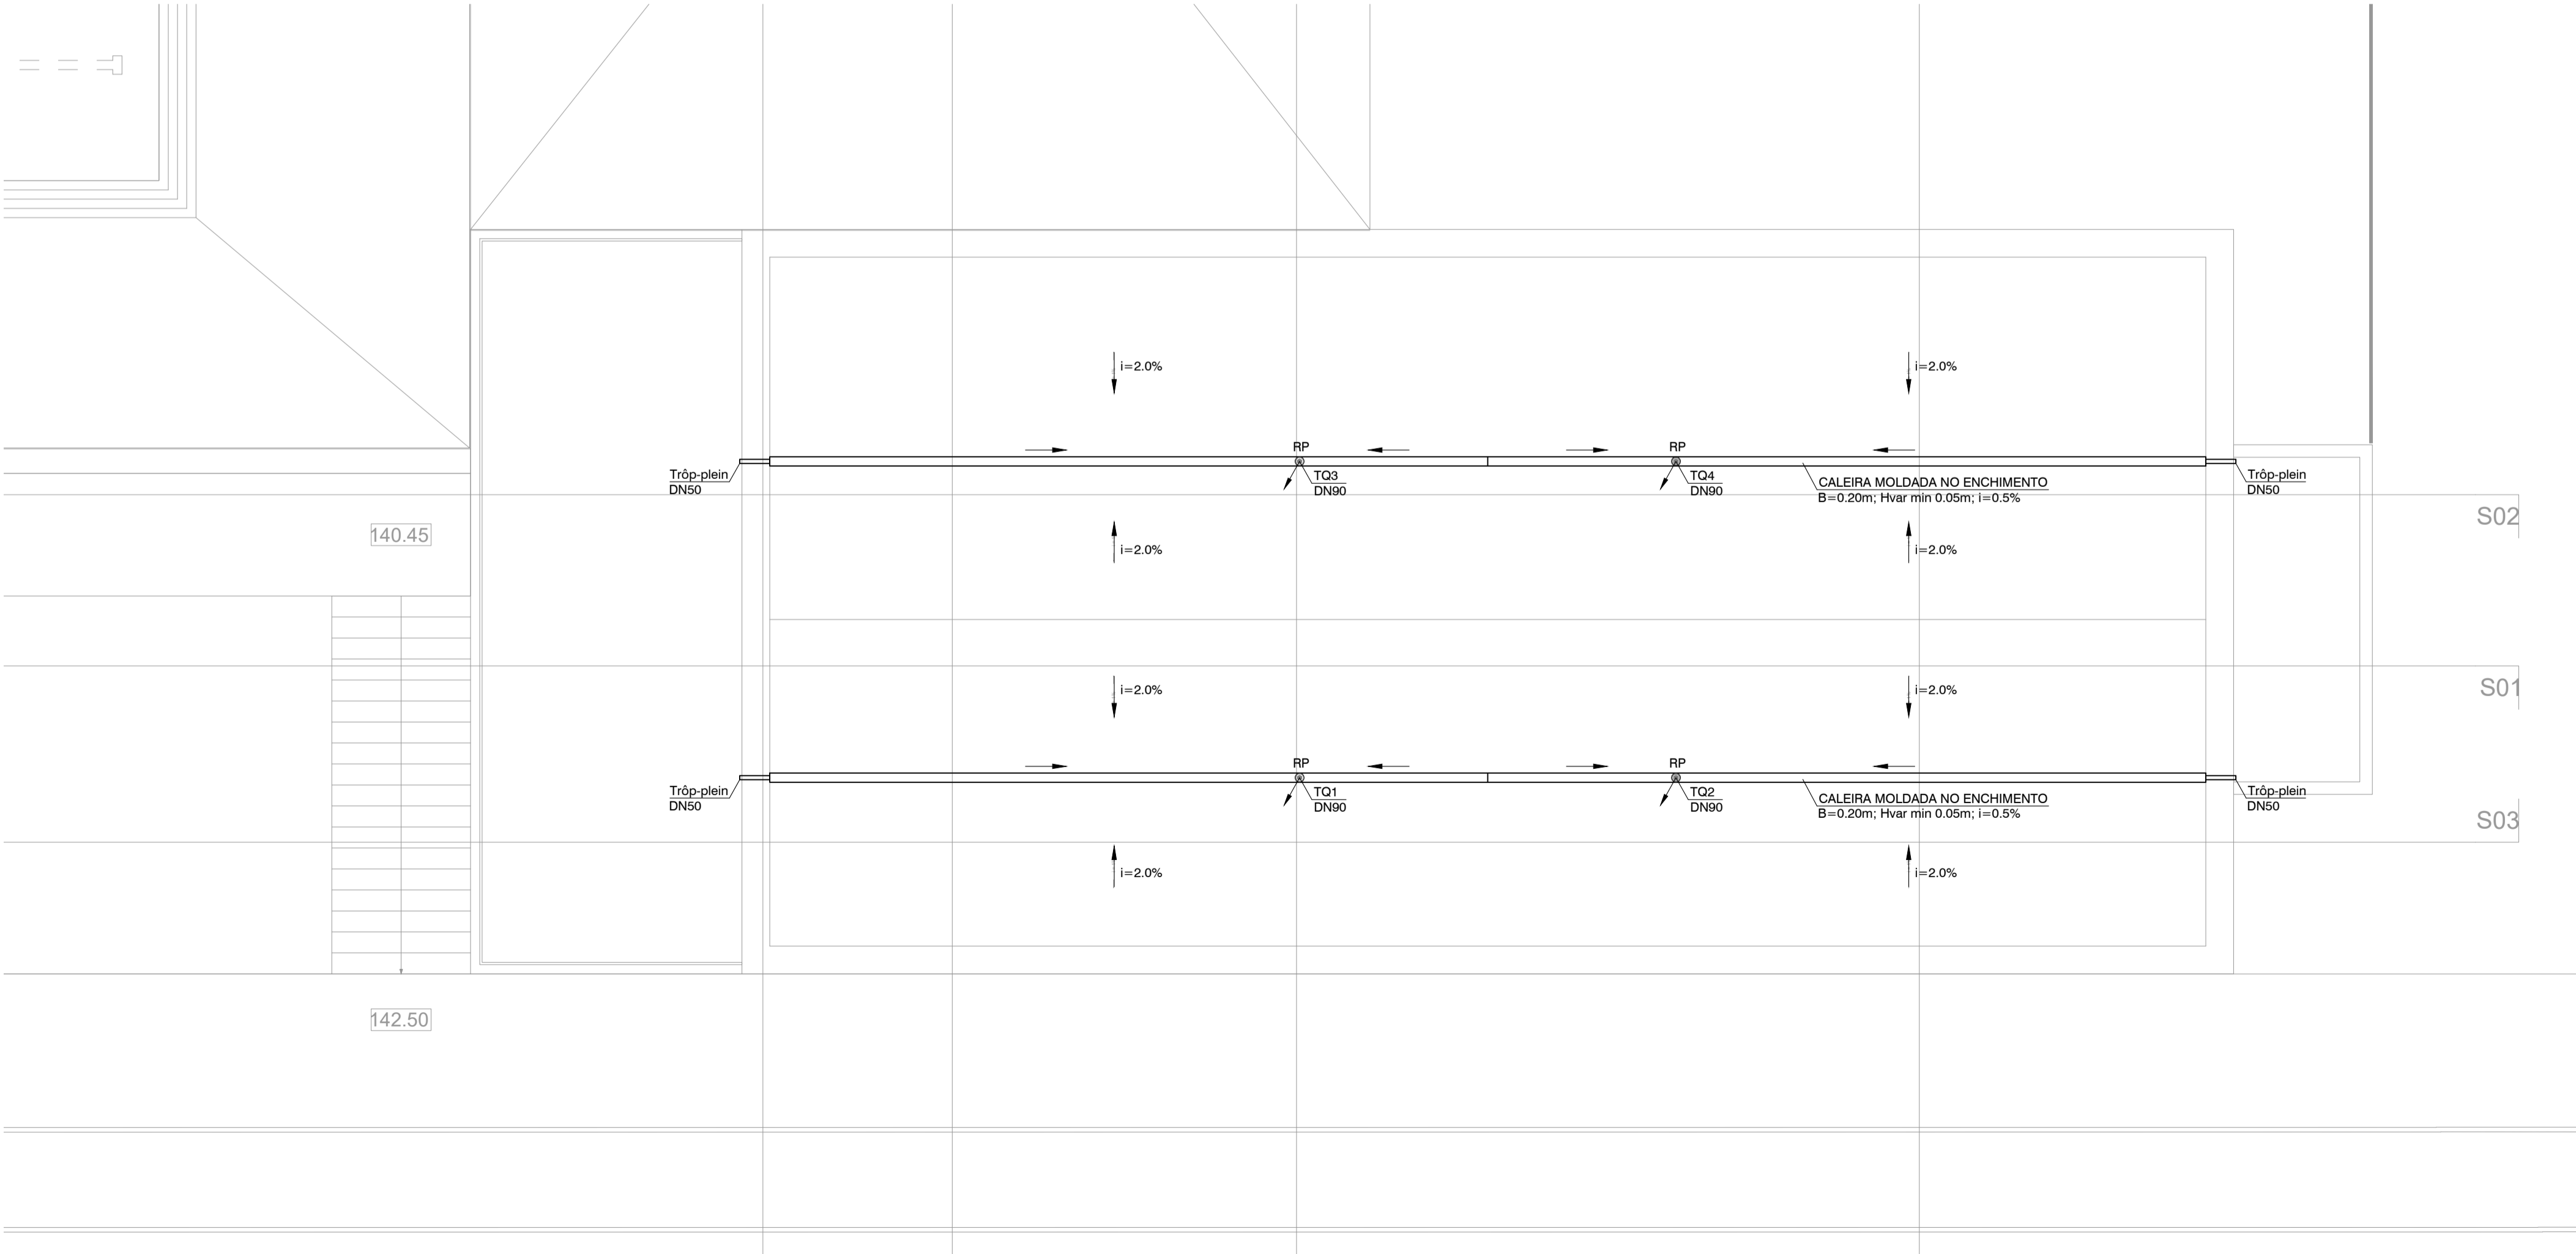 i=2.0%
i=2.0%
RP
RP
Trôp-plein
DN50
TQ3
DN90
TQ4
DN90
CALEIRA MOLDADA NO ENCHIMENTO
B=0.20m; Hvar min 0.05m; i=0.5%
Trôp-plein
DN50
S02
140.45
i=2.0%
i=2.0%
S01
i=2.0%
i=2.0%
RP
RP
Trôp-plein
DN50
TQ1
DN90
TQ2
DN90
CALEIRA MOLDADA NO ENCHIMENTO
B=0.20m; Hvar min 0.05m; i=0.5%
Trôp-plein
DN50
S03
i=2.0%
i=2.0%
142.50